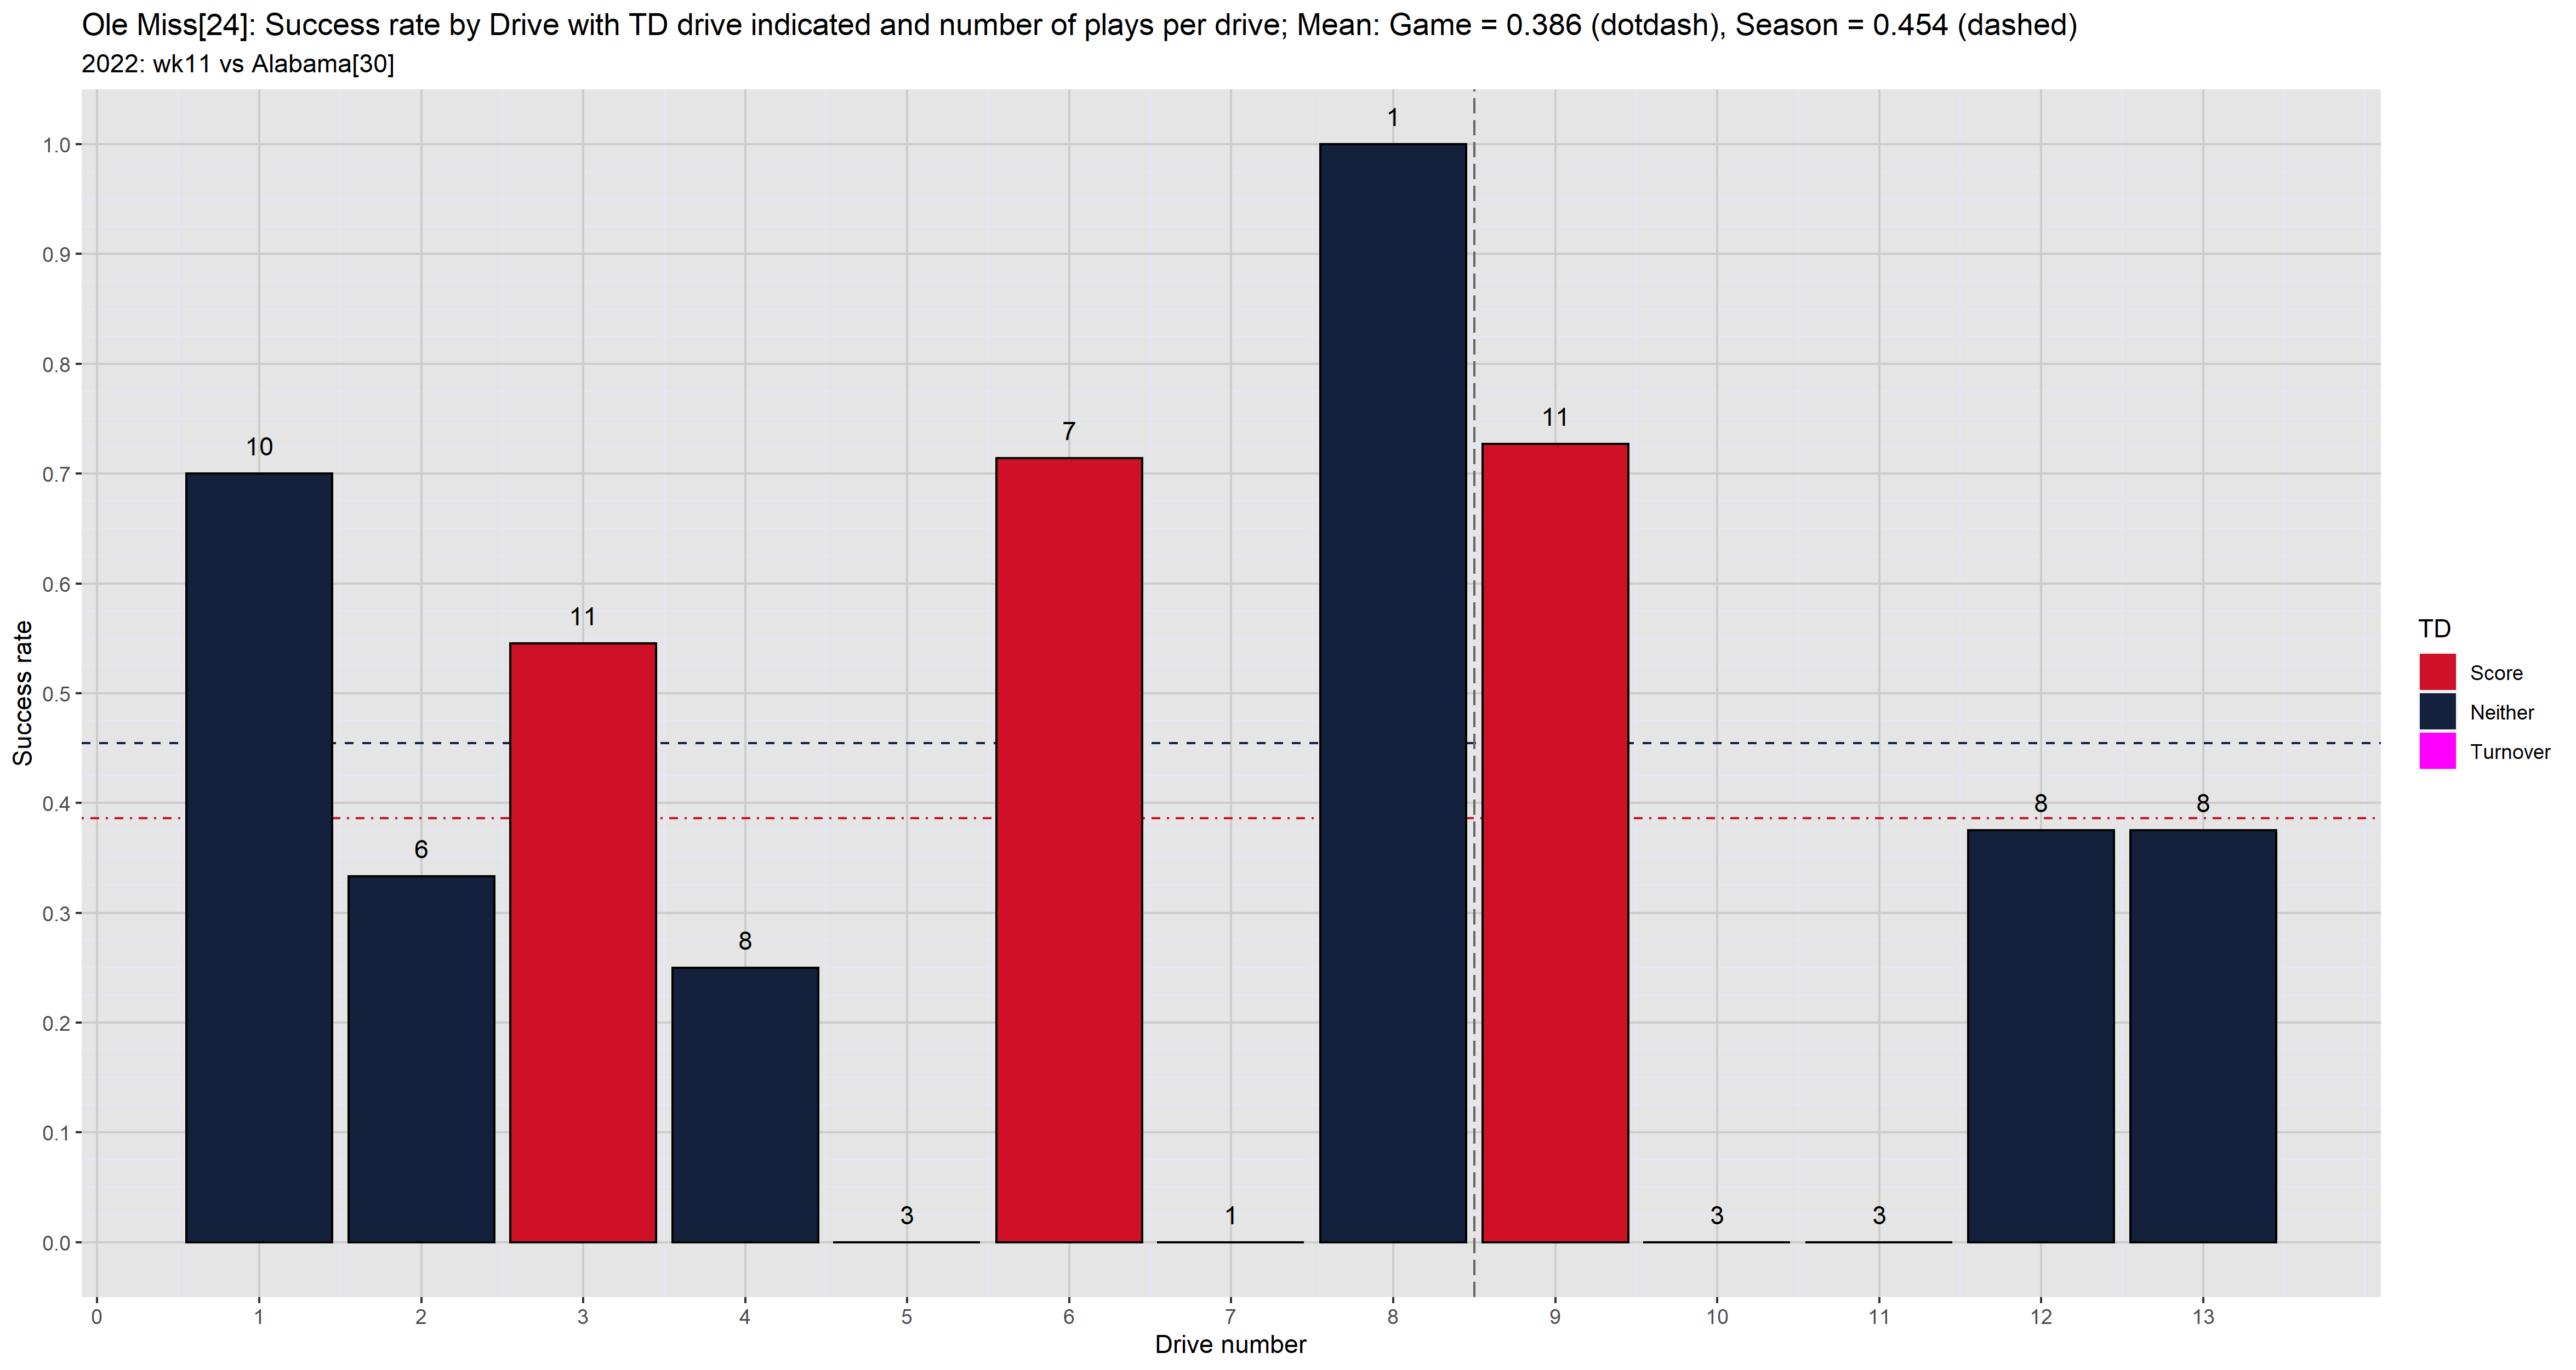 Ole Miss[24]: Success rate by Drive with TD drive indicated and number of plays per drive; Mean: Game = 0.386 (dotdash), Season = 0.454 (dashed)
2022: wk11 vs Alabama[30]
Success rate
1.0
0.9
0.8
0.7
0.6
0.5
0.4
0.3
0.2
0.1
0.0
10
6
11
8
3
7
1
1
11
3
3
8
8
0 1 2 3 4 5 6 7 8 9 10 11 12 13
Drive number
TD
Score
Neither
Turnover